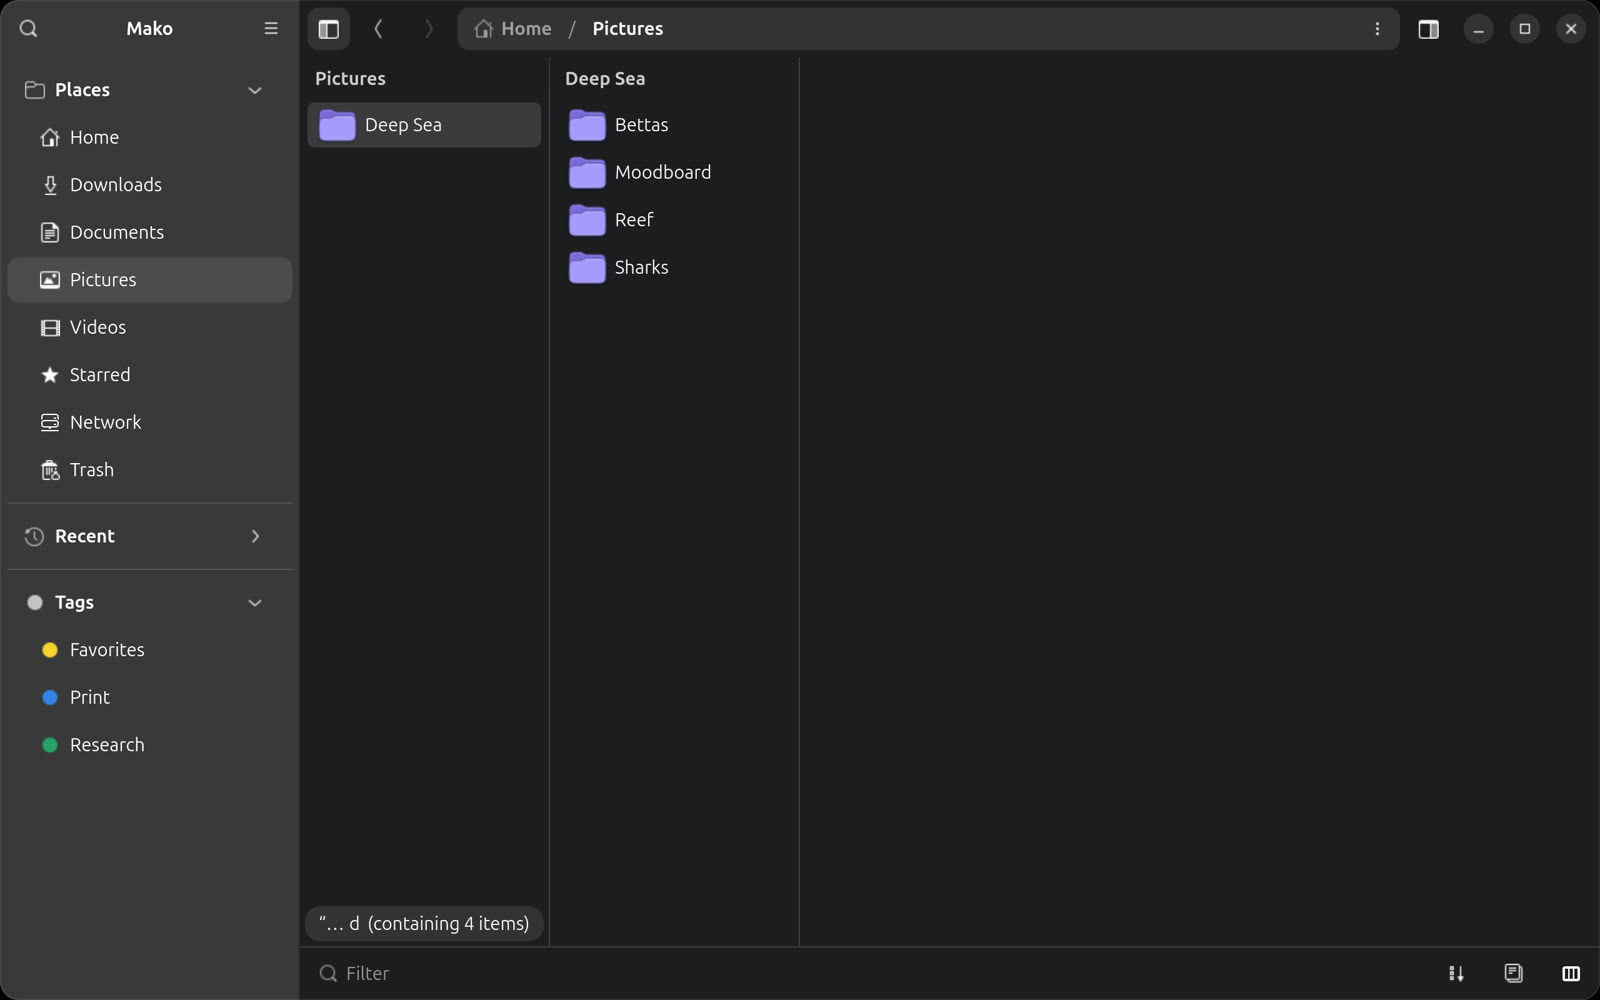 Mako
Places
Home
Downloads
Documents
Pictures
Videos
Starred
Network
Trash
Recent
Tags
Favorites
Print
Research
Home / Pictures
Pictures
Deep Sea
“… d (containing 4 items)
Deep Sea
Bettas
Moodboard
Reef
Sharks
Filter